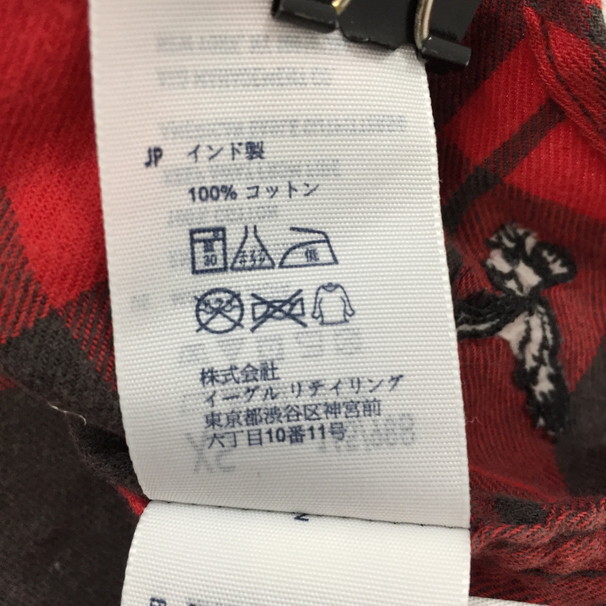 JP インド製
100% コットン
30 低
株式会社
イーグル リテイリング
東京都渋谷区神宮前
六丁目10番11号